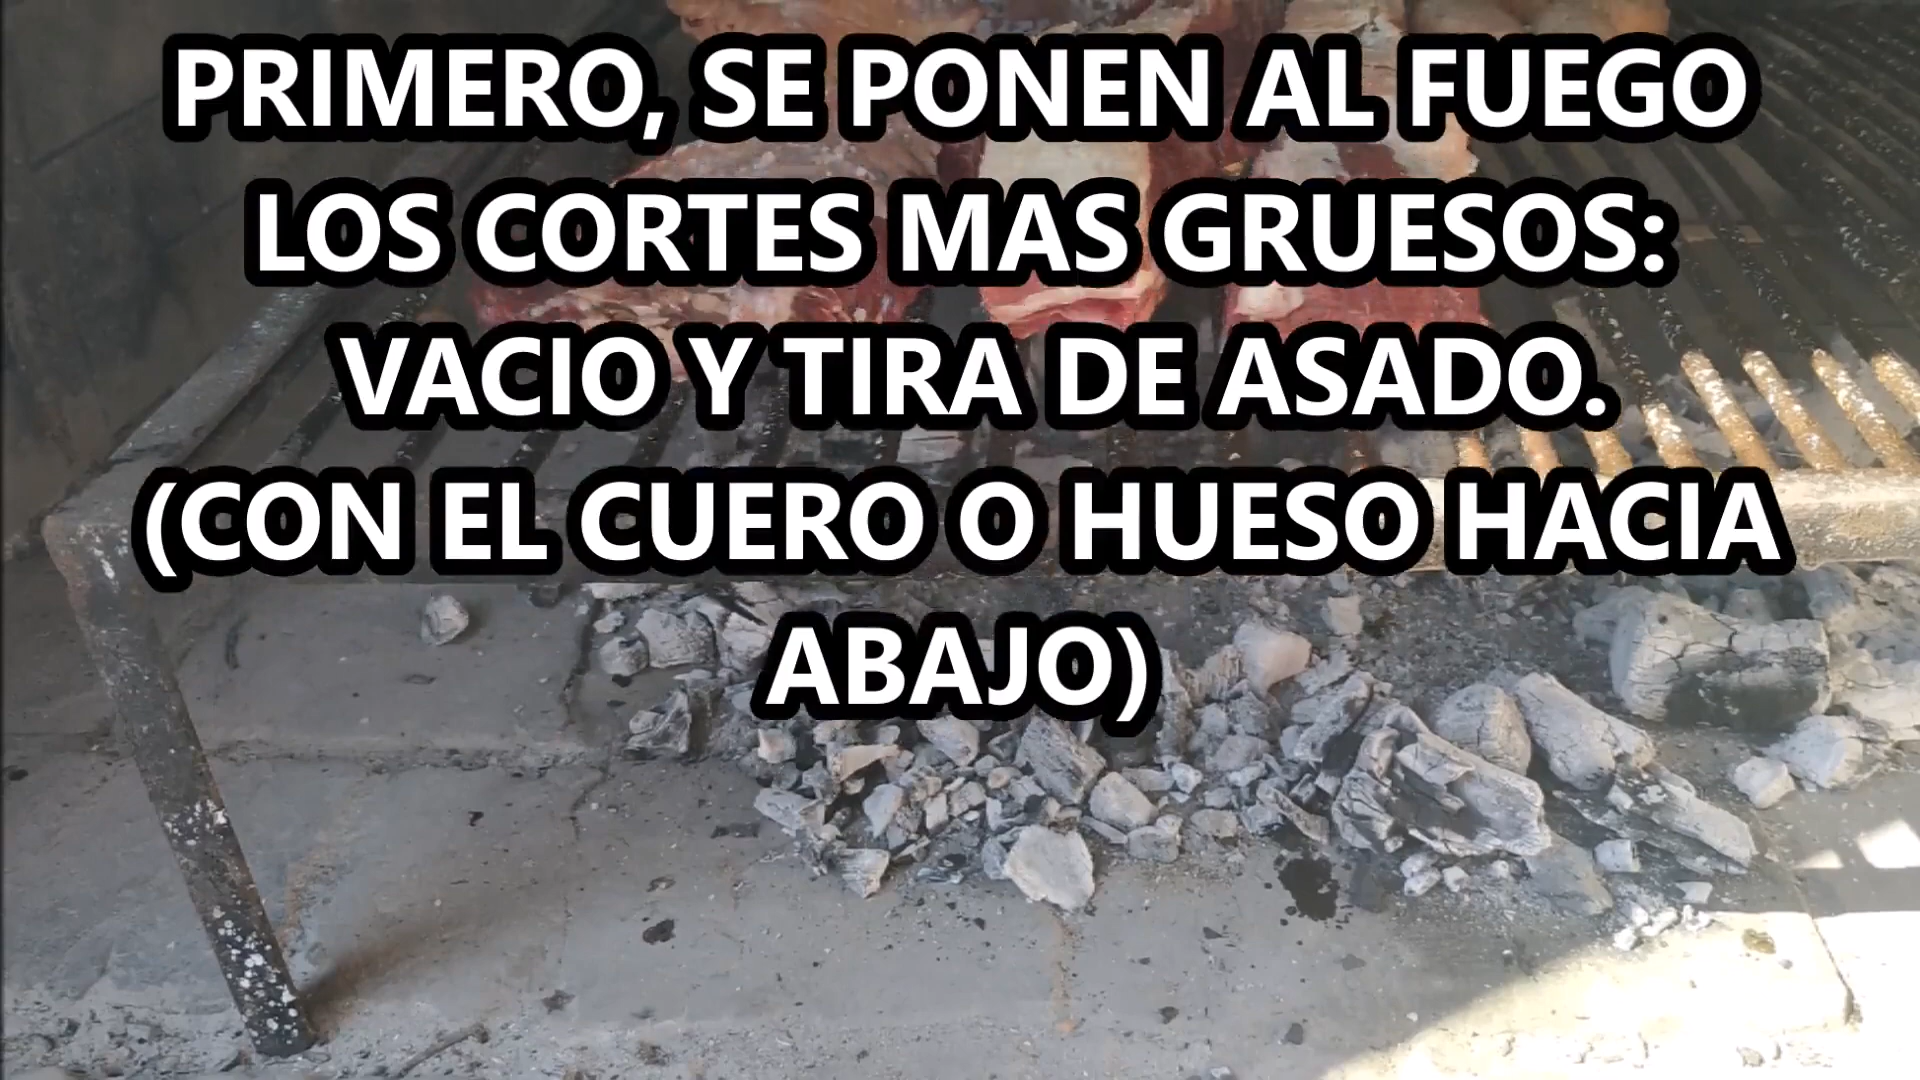 PRIMERO, SE PONEN AL FUEGO
LOS CORTES MAS GRUESOS:
VACIO Y TIRA DE ASADO.
(CON EL CUERO O HUESO HACIA
ABAJO)